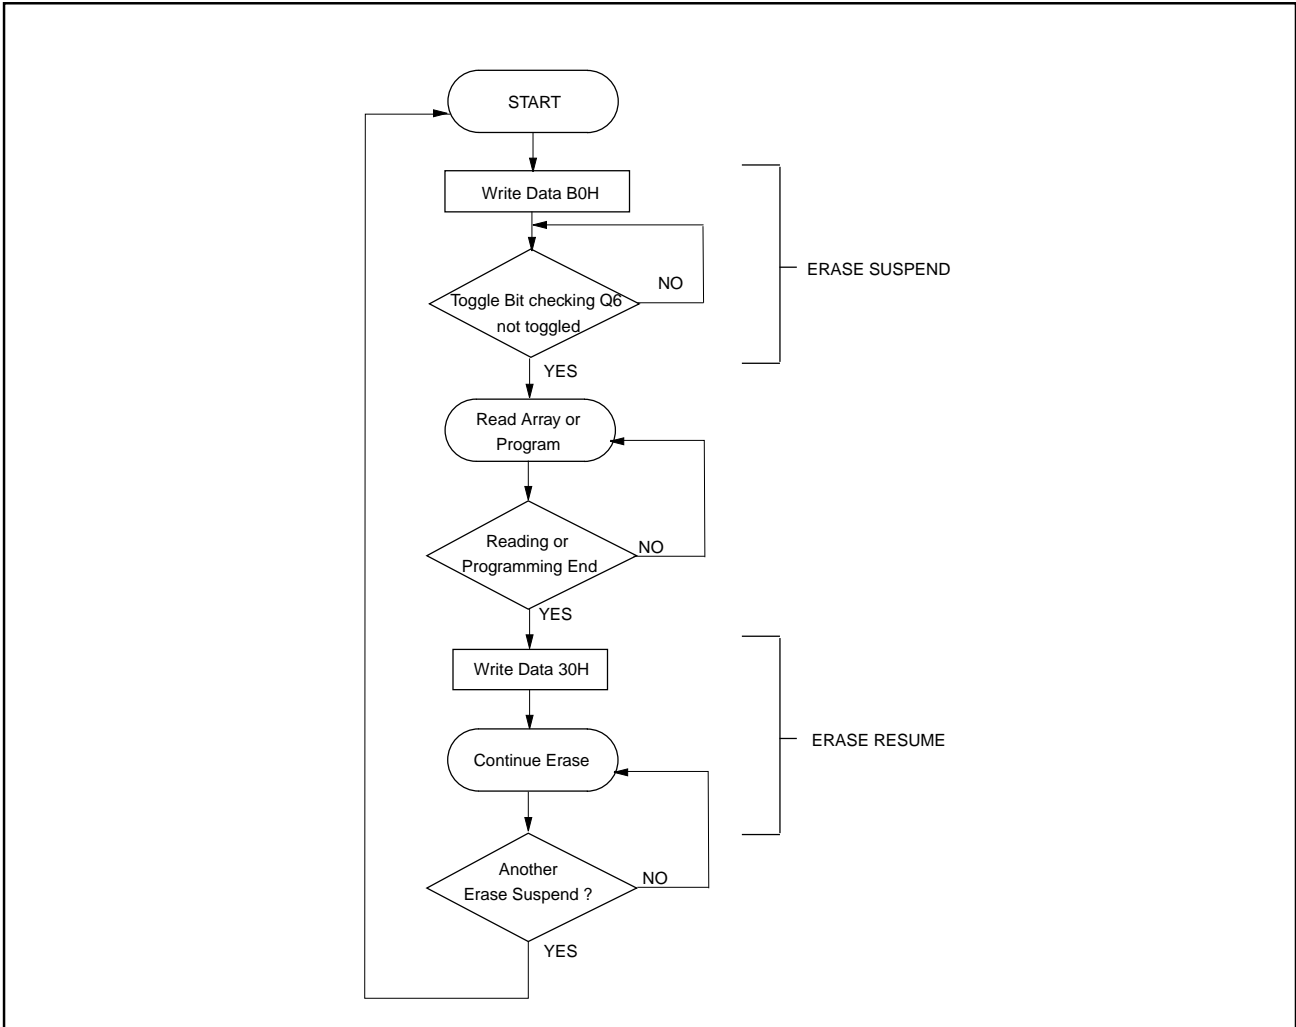 START
Write Data B0H
ERASE SUSPEND
NO
Toggle Bit checking Q6
not toggled
YES
Read Array or
Program
Reading or
NO
Programming End
YES
Write Data 30H
ERASE RESUME
Continue Erase
Another
NO
Erase Suspend ?
YES